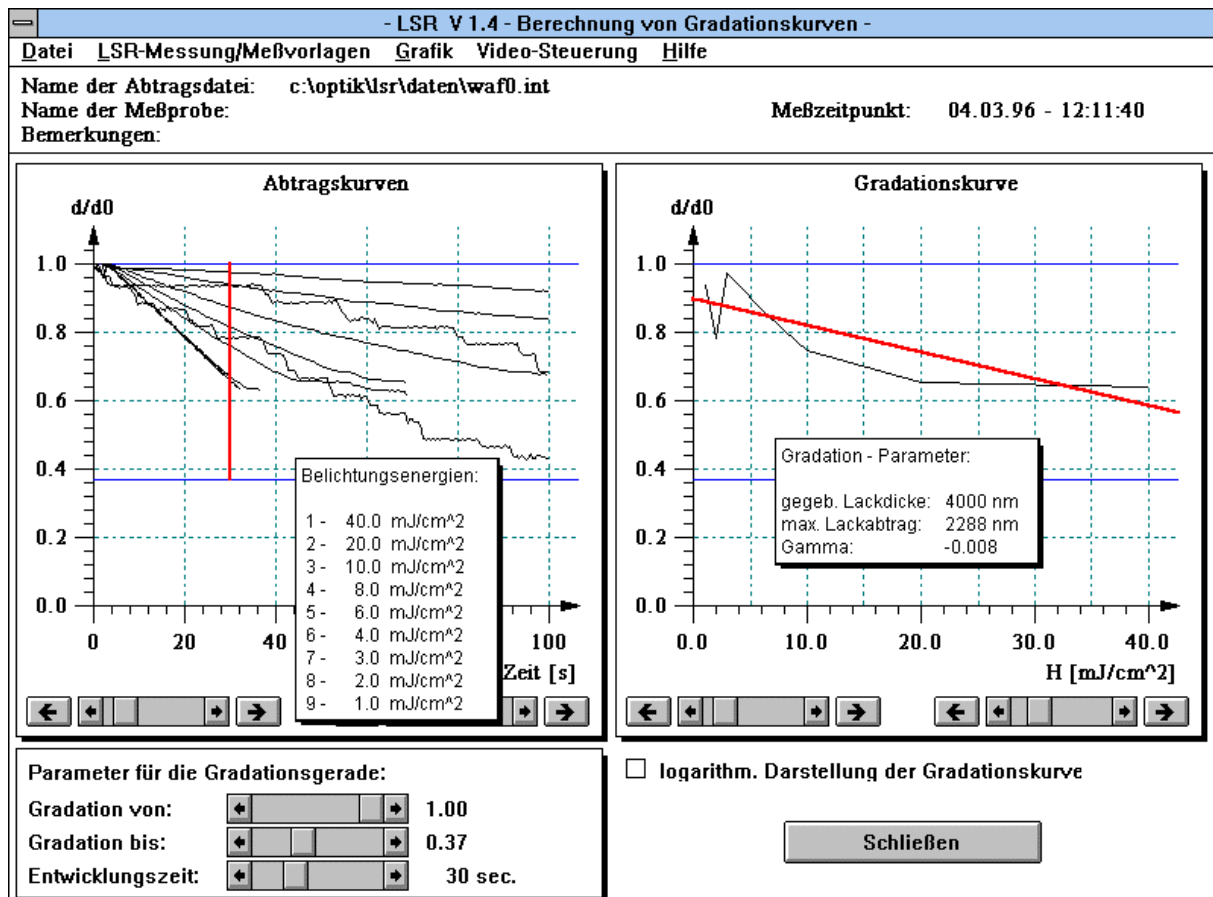 - LSR V 1.4 - Berechnung von Gradationskurven -
Datei LSR-Messung/Meßvorlagen Grafik Video-Steuerung Hilfe
Name der Abtragsdatei: c:\optik\lsr\daten\waf0.int
Name der Meßprobe: Meßzeitpunkt: 04.03.96 - 12:11:40
Bemerkungen:
Abtragskurven
d/d0
1.0
0.8
0.6
0.4
0.2
0.0
0 20 40 100
Zeit [s]
Belichtungsenergien:
1 - 40.0 mJ/cm^2
2 - 20.0 mJ/cm^2
3 - 10.0 mJ/cm^2
4 - 8.0 mJ/cm^2
5 - 6.0 mJ/cm^2
6 - 4.0 mJ/cm^2
7 - 3.0 mJ/cm^2
8 - 2.0 mJ/cm^2
9 - 1.0 mJ/cm^2
Gradationskurve
d/d0
1.0
0.8
0.6
0.4
0.2
0.0
0.0 10.0 20.0 30.0 40.0
H [mJ/cm^2]
Gradation - Parameter:
gegeb. Lackdicke: 4000 nm
max. Lackabtrag: 2288 nm
Gamma: -0.008
Parameter für die Gradationsgerade:
Gradation von: 1.00
Gradation bis: 0.37
Entwicklungszeit: 30 sec.
logarithm. Darstellung der Gradationskurve
Schließen